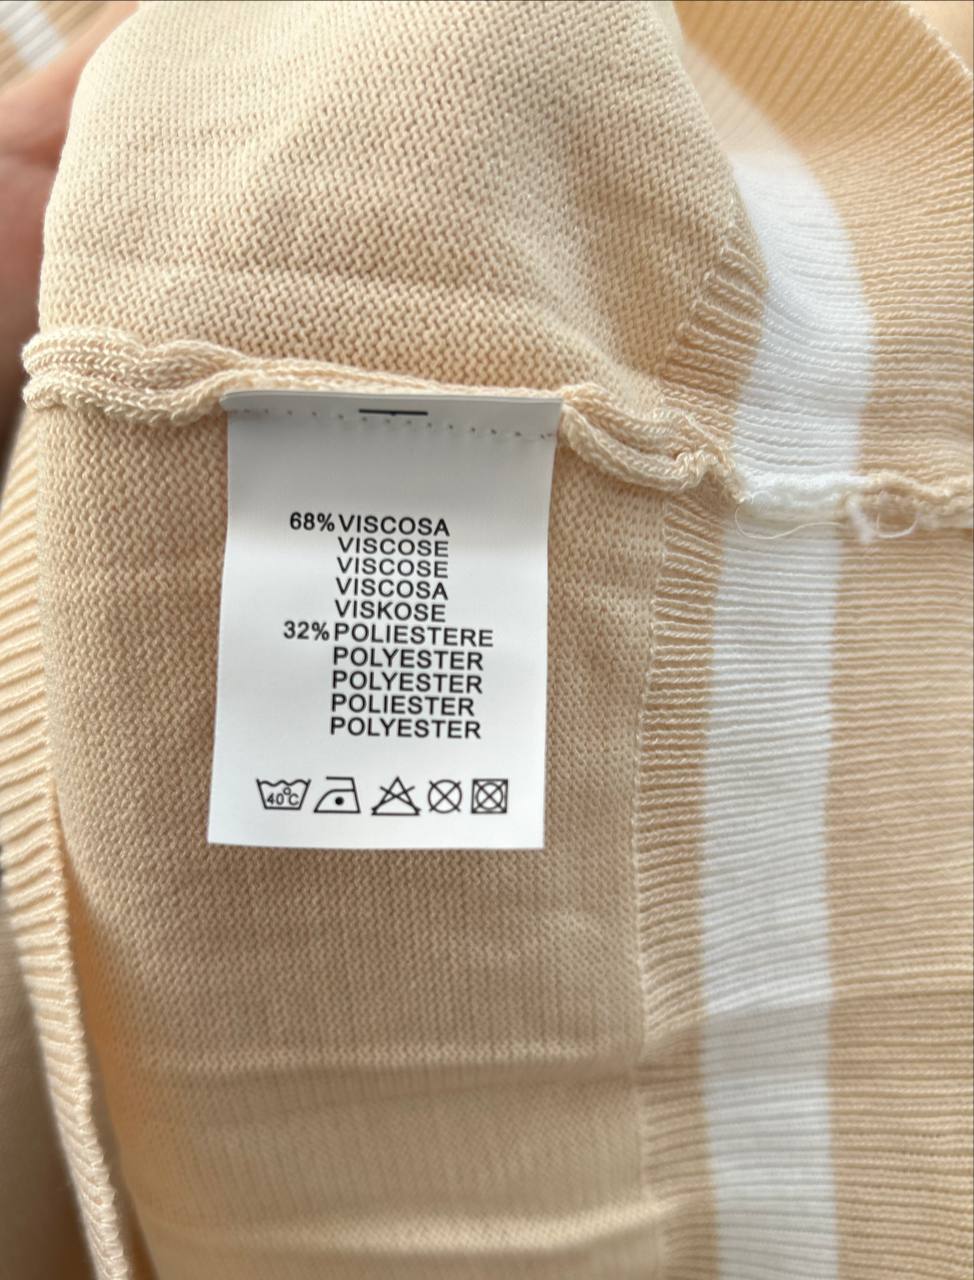 68% VISCOSA
VISCOSE
VISCOSE
VISCOSA
VISKOSE
32% POLIESTERE
POLYESTER
POLYESTER
POLIESTER
POLYESTER
40°C